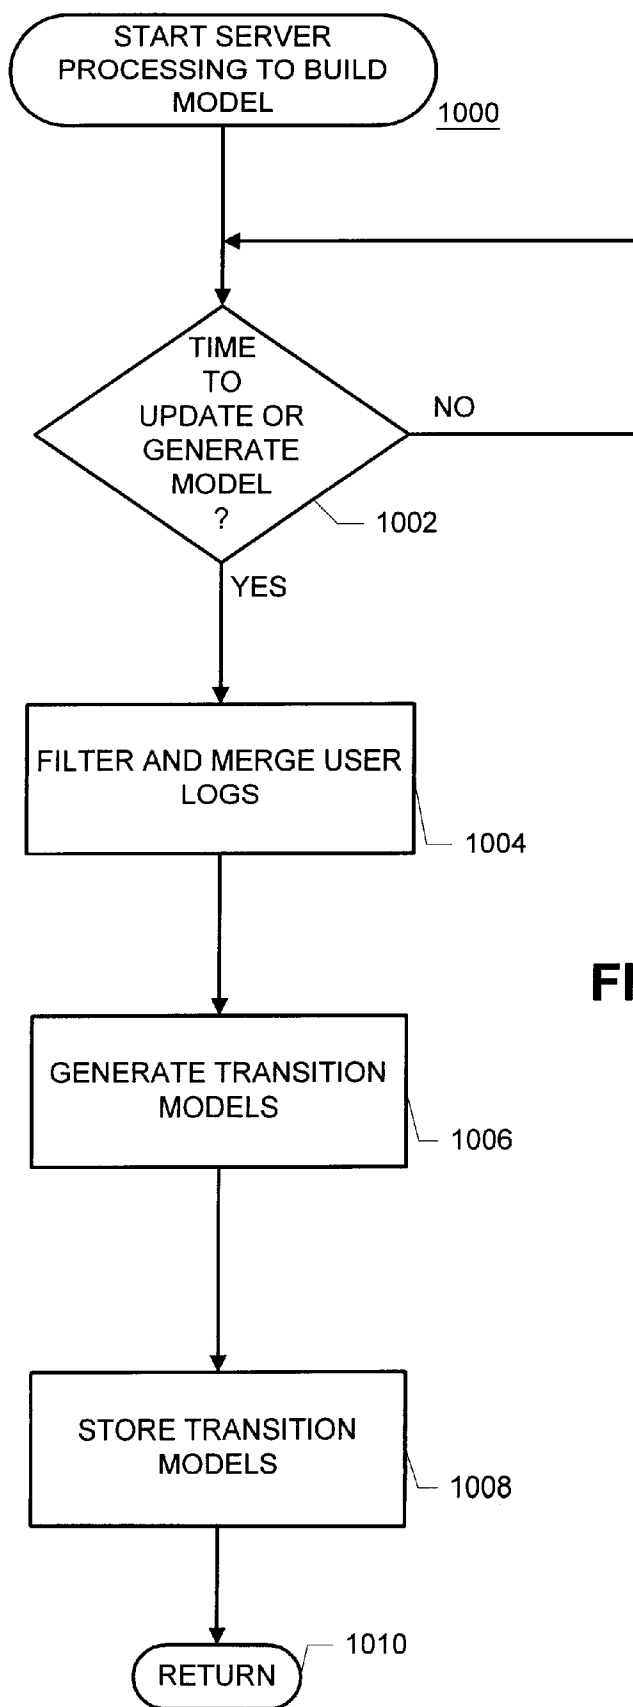 START SERVER
PROCESSING TO BUILD
MODEL
1000
TIME
TO
UPDATE OR
GENERATE
MODEL
?
NO
1002
YES
FILTER AND MERGE USER
LOGS
1004
GENERATE TRANSITION
MODELS
1006
STORE TRANSITION
MODELS
1008
1010
RETURN